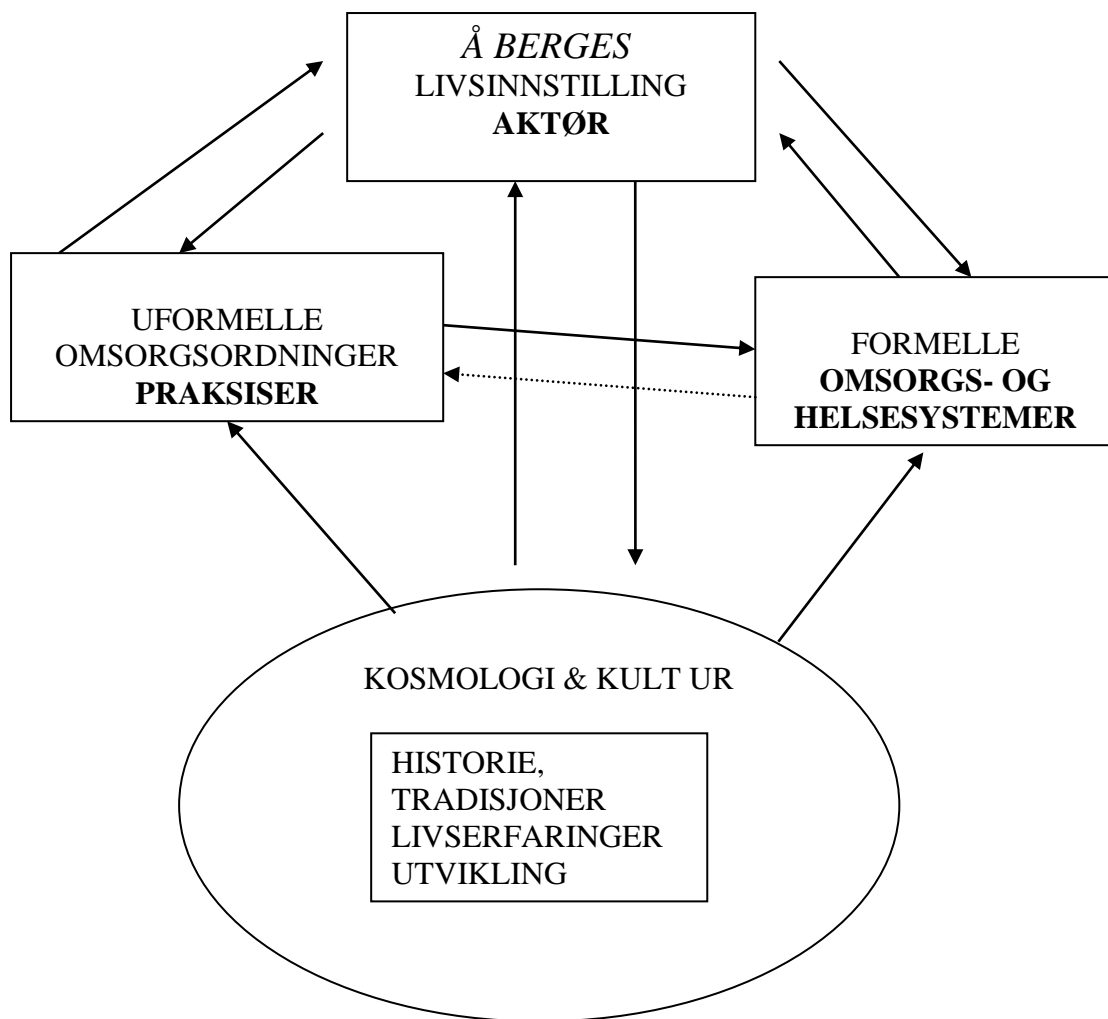 Å BERGES
LIVSINNSTILLING
AKTØR
UFORMELLE
OMSORGSORDNINGER
PRAKSISER
FORMELLE
OMSORGS- OG
HELSESYSTEMER
KOSMOLOGI & KULT UR
HISTORIE,
TRADISJONER
LIVSERFARINGER
UTVIKLING